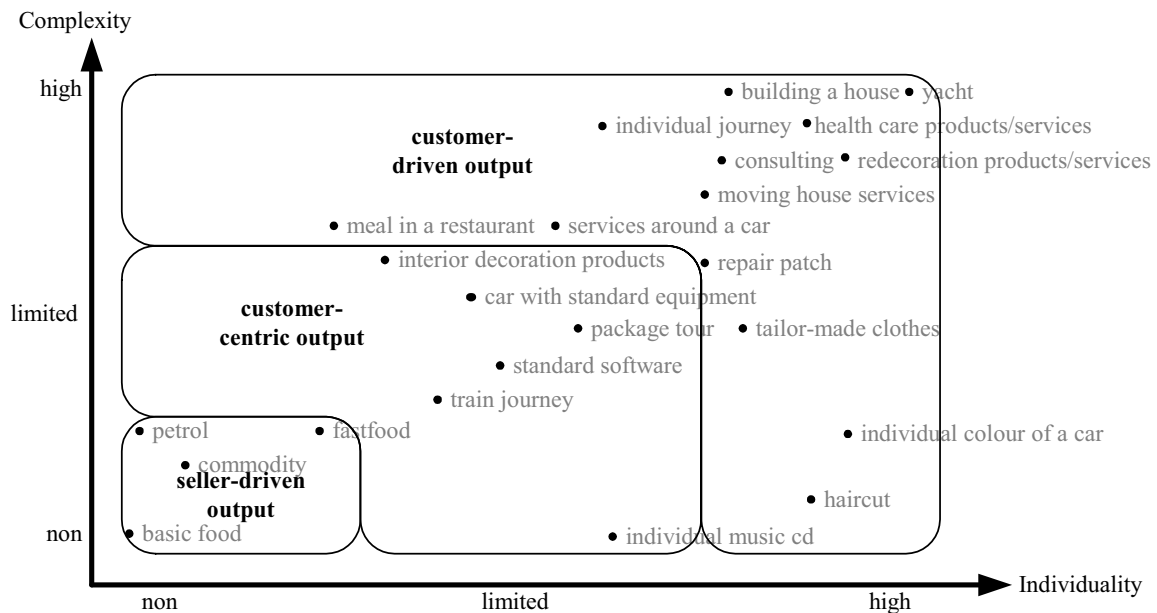 Complexity
high
building a house
yacht
individual journey
health care products/services
customer-
driven output
consulting
redecoration products/services
moving house services
meal in a restaurant
services around a car
interior decoration products
repair patch
car with standard equipment
limited
customer-
centric output
package tour
tailor-made clothes
standard software
train journey
petrol
fastfood
individual colour of a car
commodity
seller-driven
output
haircut
non
basic food
individual music cd
Individuality
non
limited
high